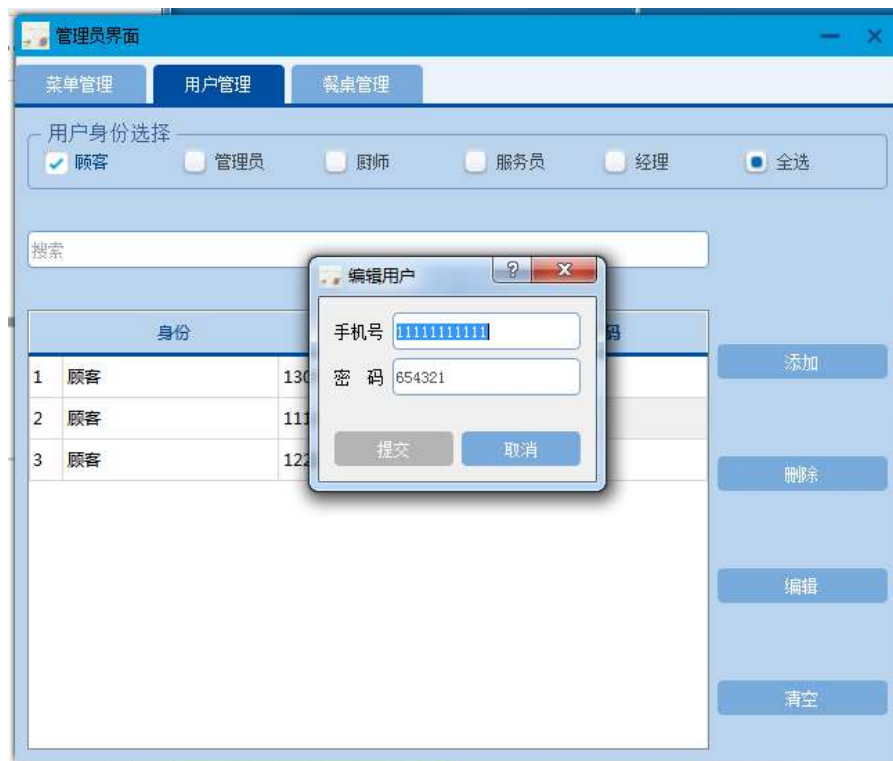 管理员界面
菜单管理 用户管理 餐桌管理
用户身份选择
顾客 管理员 厨师 服务员 经理 全选
搜索
编辑用户 ?
身份 手机号 11111111111 码
添加
1 顾客 130 密 码 654321
2 顾客 111
3 顾客 122 提交 取消
删除
编辑
清空